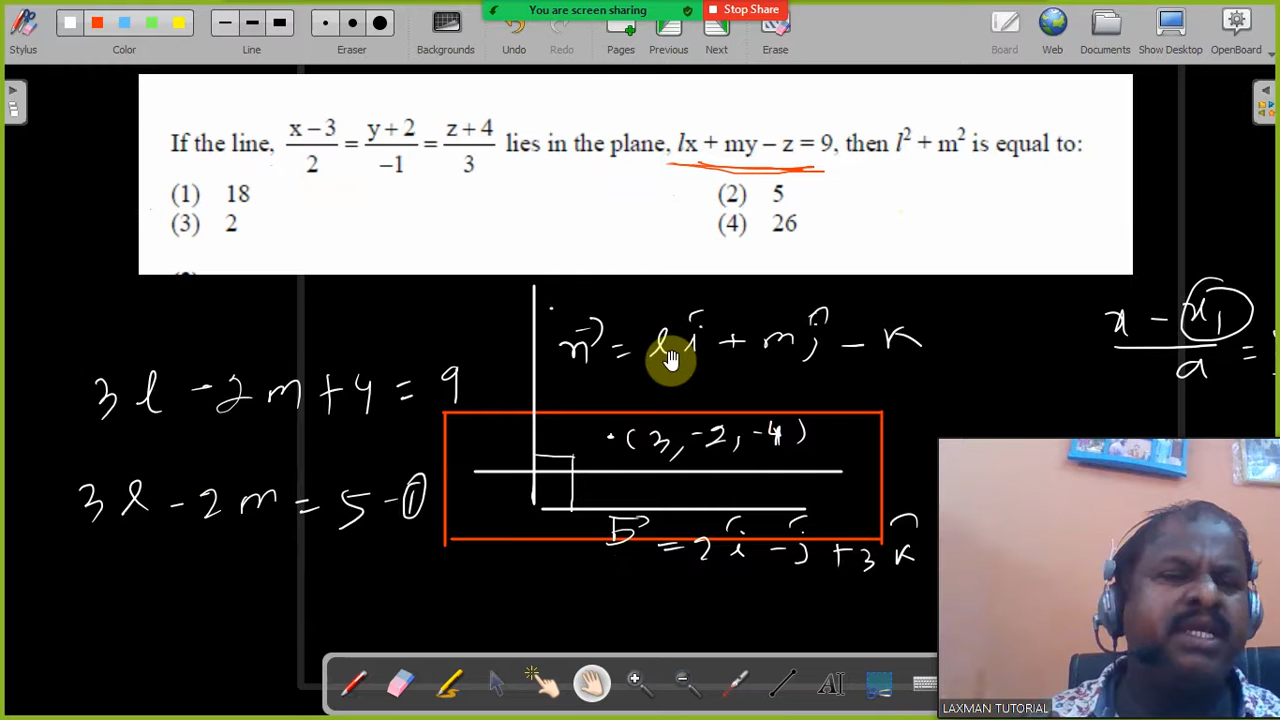 You are screen sharing Stop Share
Stylus Color Line Eraser Backgrounds Undo Redo Pages Previous Next Erase Board Web Documents Show Desktop OpenBoard
If the line, (x – 3)/2 = (y + 2)/–1 = (z + 4)/3 lies in the plane, lx + my – z = 9, then l² + m² is equal to:
(1) 18 (2) 5
(3) 2 (4) 26
n⃗ = l î + m ĵ – k
x – x₁
a =
3l – 2m + 4 = 9
·(3, -2, -4)
3l – 2m = 5 – ①
b⃗ = 2î – ĵ + 3k̂
AI
LAXMAN TUTORIAL